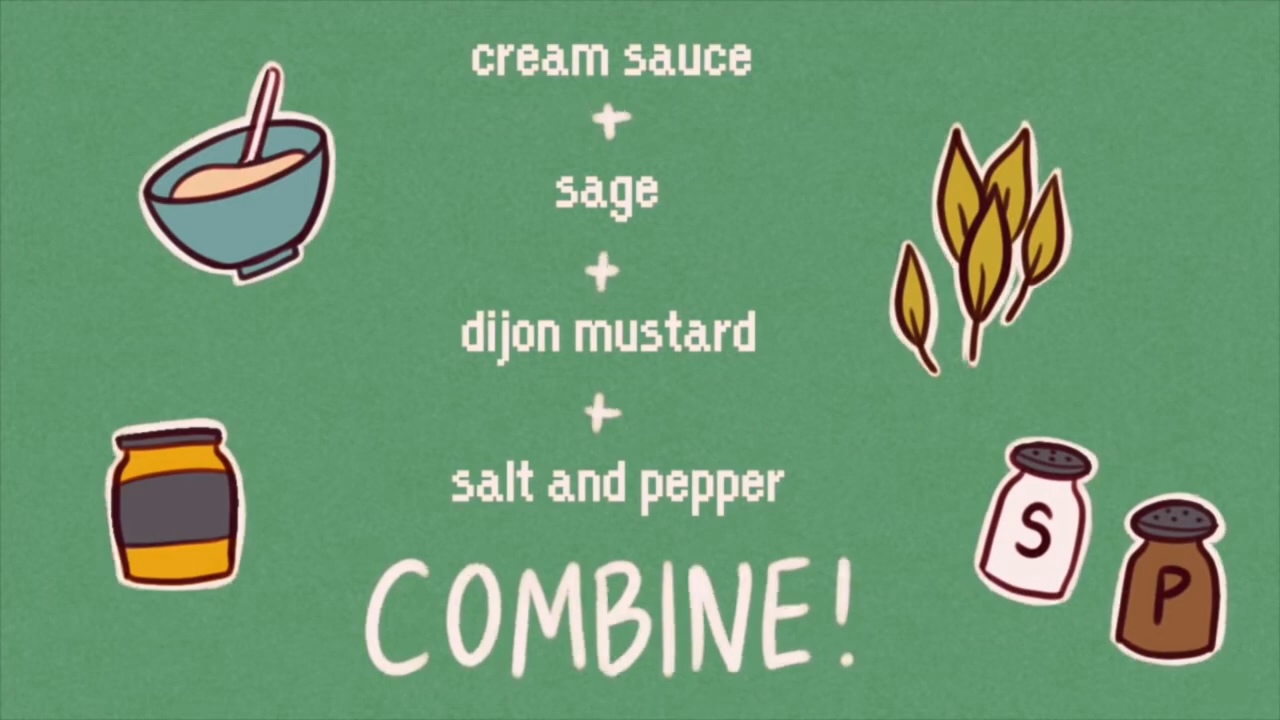 cream sauce
+
sage
+
dijon mustard
+
salt and pepper
COMBINE!
S
P